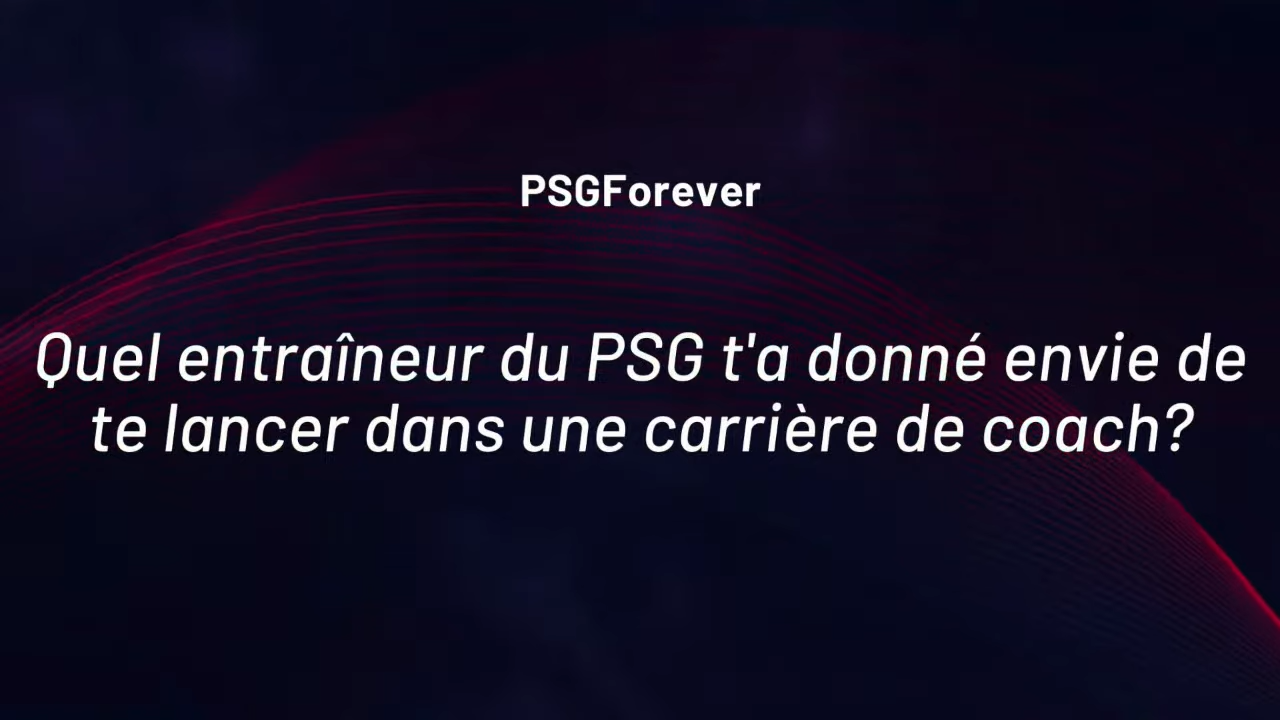 PSGForever
Quel entraîneur du PSG t'a donné envie de
te lancer dans une carrière de coach?